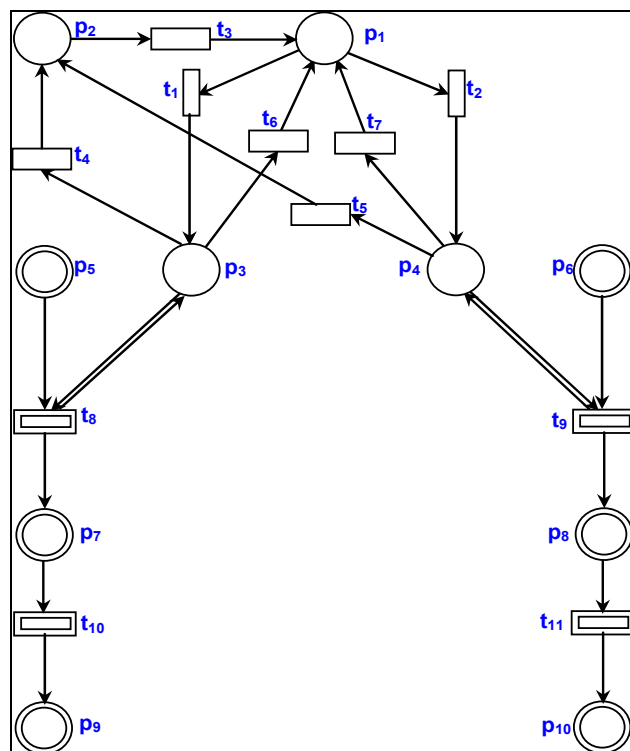 p₂ t₃ p₁
t₁ t₂
t₆ t₇
t₄
t₅
p₅ p₃ p₄ p₆
t₈ t₉
p₇ p₈
t₁₀ t₁₁
p₉ p₁₀